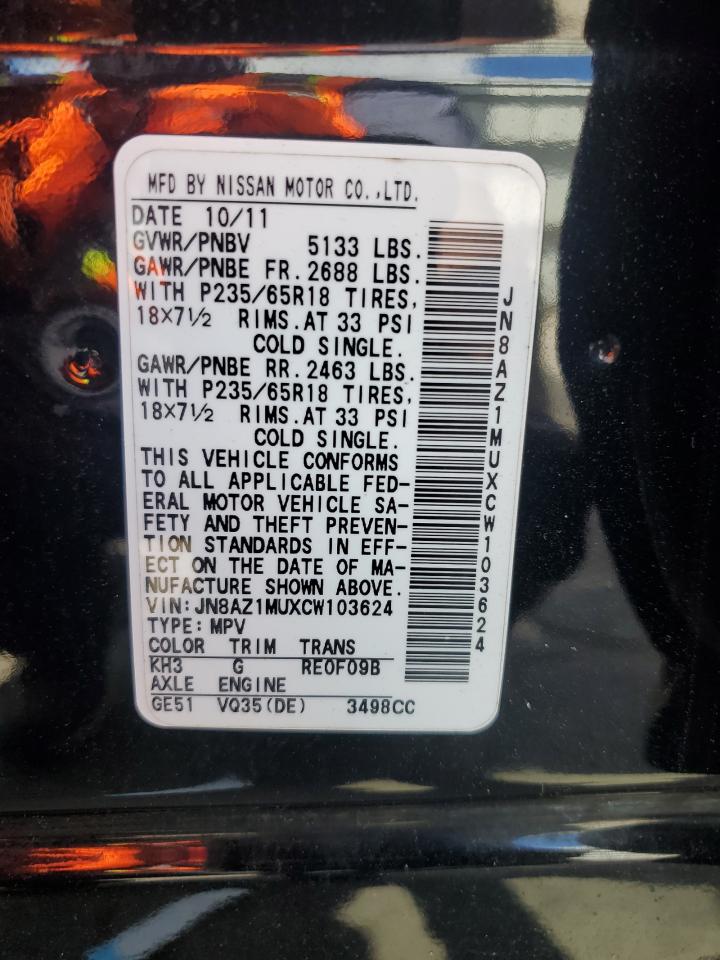 MFD BY NISSAN MOTOR CO.,LTD.
DATE 10/11
GVWR/PNBV 5133 LBS.
GAWR/PNBE FR.2688 LBS.
WITH P235/65R18 TIRES,
18X7½ RIMS.AT 33 PSI
COLD SINGLE.
GAWR/PNBE RR.2463 LBS.
WITH P235/65R18 TIRES,
18X7½ RIMS.AT 33 PSI
COLD SINGLE.
THIS VEHICLE CONFORMS
TO ALL APPLICABLE FED-
ERAL MOTOR VEHICLE SA-
FETY AND THEFT PREVEN-
TION STANDARDS IN EFF-
ECT ON THE DATE OF MA-
NUFACTURE SHOWN ABOVE.
VIN:JN8AZ1MUXCW103624
TYPE:MPV
COLOR TRIM TRANS
KH3 G RE0F09B
AXLE ENGINE
GE51 VQ35(DE) 3498CC
JN8AZ1MUXCW103624